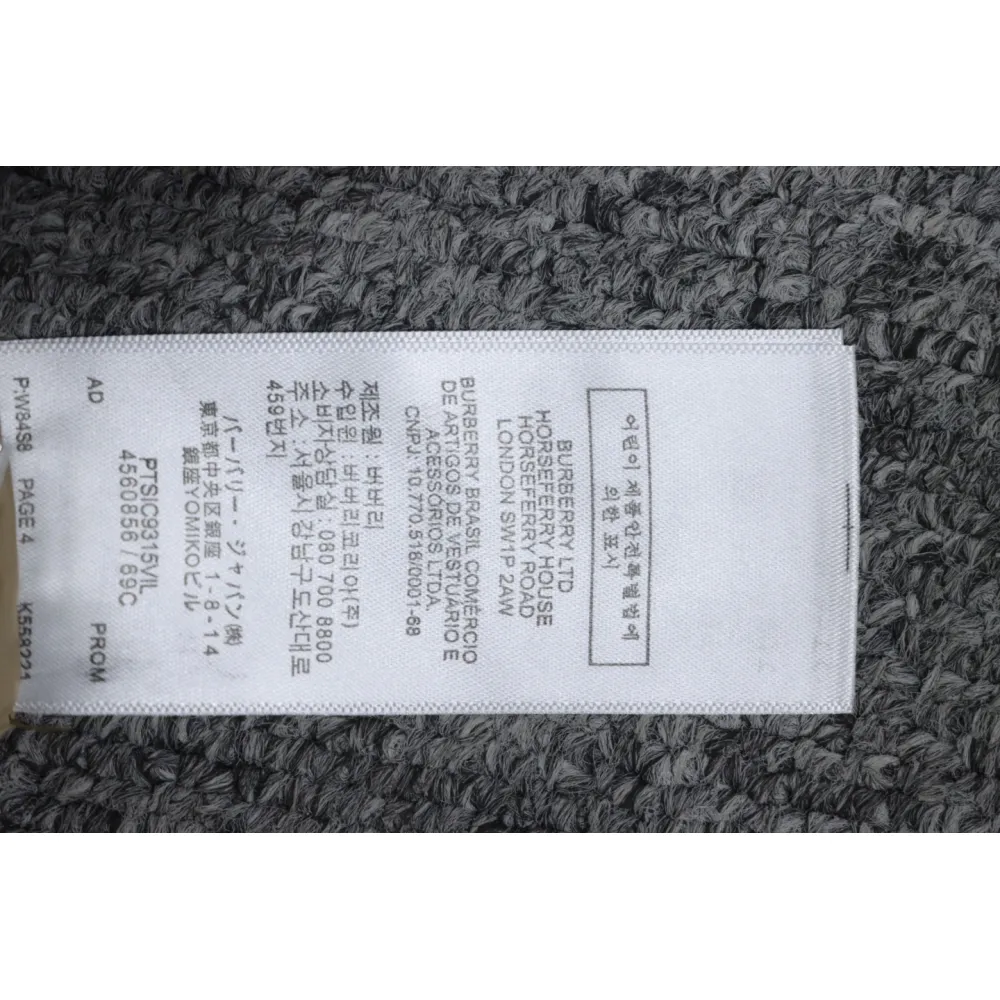 어린이 제품안전특별법에
의한 표시
BURBERRY LTD
HORSEFERRY HOUSE
HORSEFERRY ROAD
LONDON SW1P 2AW
BURBERRY BRASIL COMÉRCIO
DE ARTIGOS DE VESTUÁRIO E
ACESSÓRIOS LTDA.
CNPJ: 10.770.518/0001-68
제조원 : 버버리
수입원 : 버버리코리아(주)
소비자상담실 : 080 700 8800
주소 : 서울시 강남구 도산대로
459번지
バーバリー・ジャパン㈱
東京都中央区銀座 1-8-14
銀座YOMIKOビル
PTSIC9315VIL
4560856 / 89C
AD PROM
P:W84S8 PAGE 4 K558221